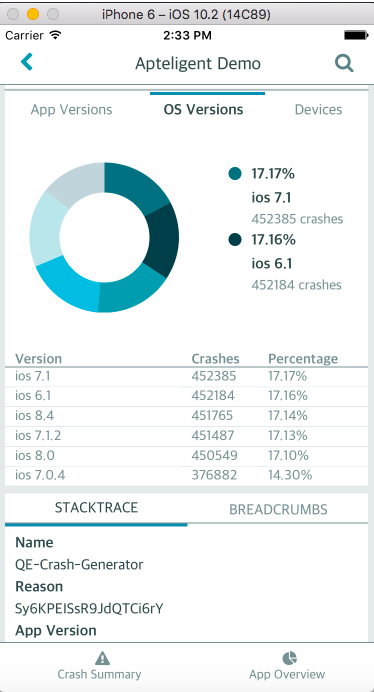 iPhone 6 – iOS 10.2 (14C89)
Carrier 2:33 PM
Apteligent Demo
App Versions OS Versions Devices
17.17%
ios 7.1
452385 crashes
17.16%
ios 6.1
452184 crashes
Version Crashes Percentage
ios 7.1 452385 17.17%
ios 6.1 452184 17.16%
ios 8.4 451765 17.14%
ios 7.1.2 451487 17.13%
ios 8.0 450549 17.10%
ios 7.0.4 376882 14.30%
STACKTRACE BREADCRUMBS
Name
QE-Crash-Generator
Reason
Sy6KPEISsR9JdQTCi6rY
App Version
Crash Summary App Overview